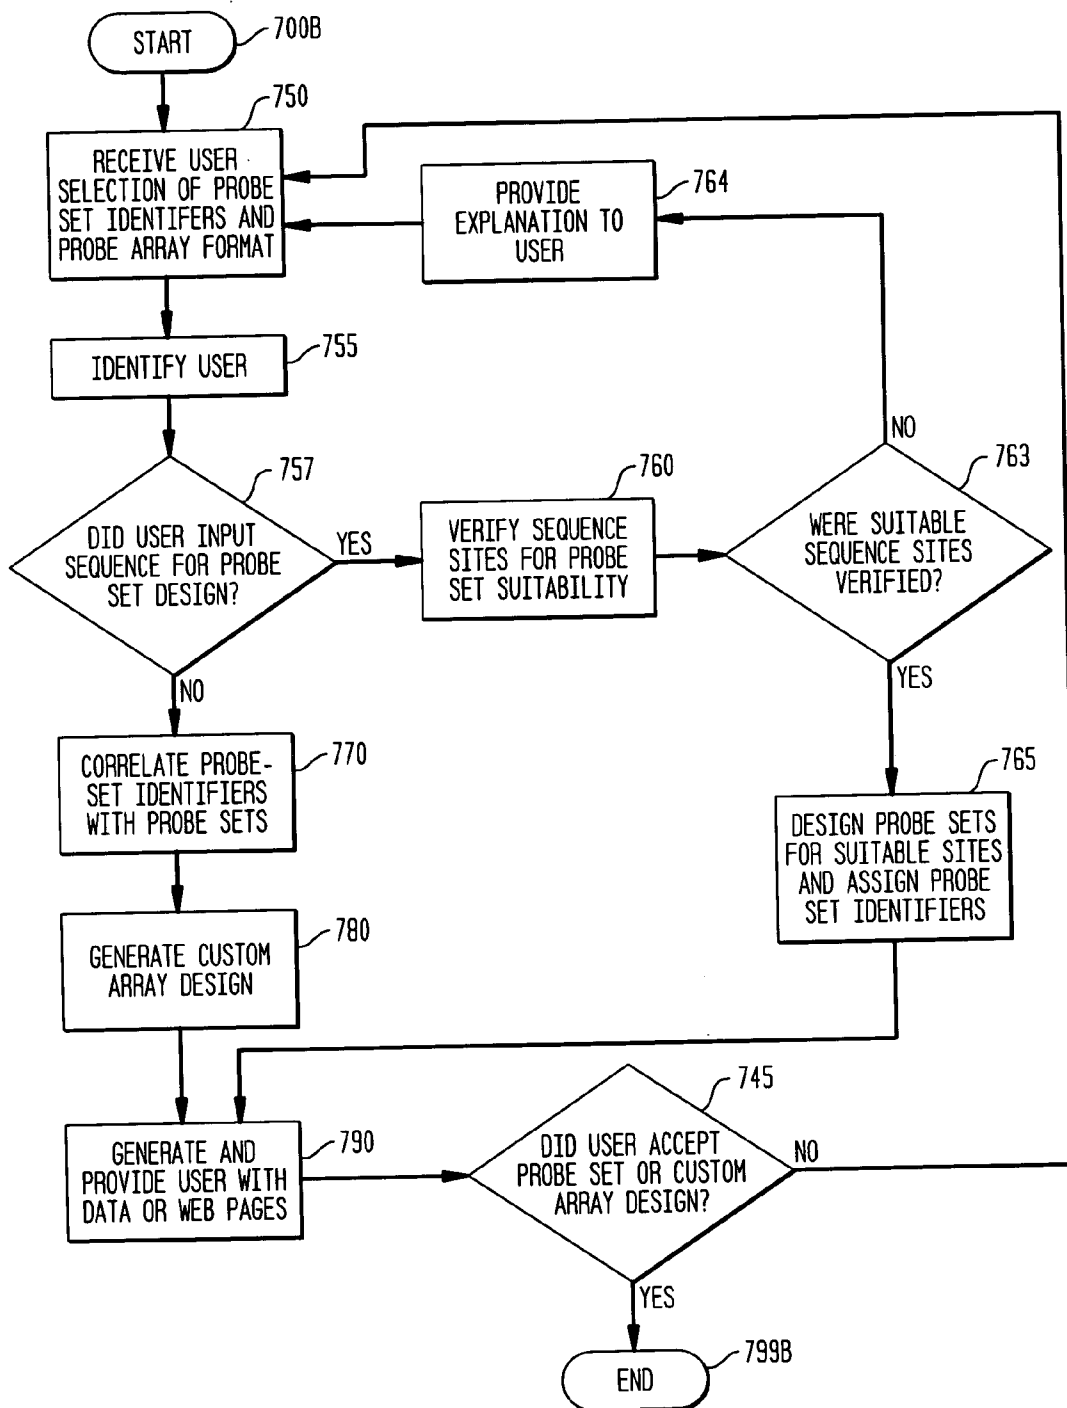 START
700B
750
RECEIVE USER
SELECTION OF PROBE
SET IDENTIFERS AND
PROBE ARRAY FORMAT
764
PROVIDE
EXPLANATION TO
USER
755
IDENTIFY USER
757
DID USER INPUT
SEQUENCE FOR PROBE
SET DESIGN?
YES
NO
760
VERIFY SEQUENCE
SITES FOR PROBE
SET SUITABILITY
NO
763
WERE SUITABLE
SEQUENCE SITES
VERIFIED?
YES
770
CORRELATE PROBE-
SET IDENTIFIERS
WITH PROBE SETS
765
DESIGN PROBE SETS
FOR SUITABLE SITES
AND ASSIGN PROBE
SET IDENTIFIERS
780
GENERATE CUSTOM
ARRAY DESIGN
790
GENERATE AND
PROVIDE USER WITH
DATA OR WEB PAGES
745
DID USER ACCEPT
PROBE SET OR CUSTOM
ARRAY DESIGN?
NO
YES
END
799B